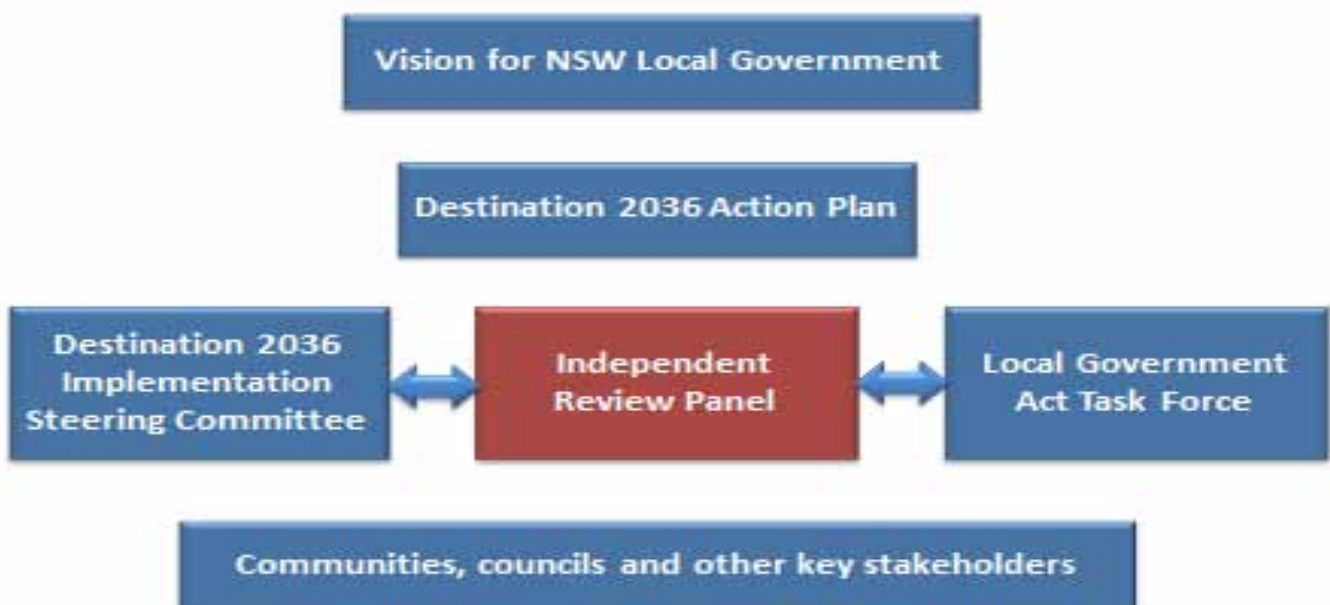 Vision for NSW Local Government
Destination 2036 Action Plan
Destination 2036
Implementation
Steering Committee
Independent
Review Panel
Local Government
Act Task Force
Communities, councils and other key stakeholders